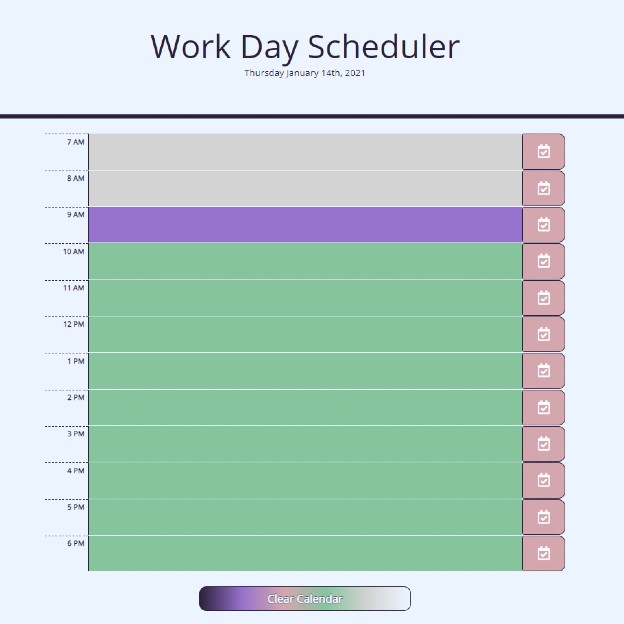 Work Day Scheduler
Thursday January 14th, 2021
7 AM
8 AM
9 AM
10 AM
11 AM
12 PM
1 PM
2 PM
3 PM
4 PM
5 PM
6 PM
Clear Calendar